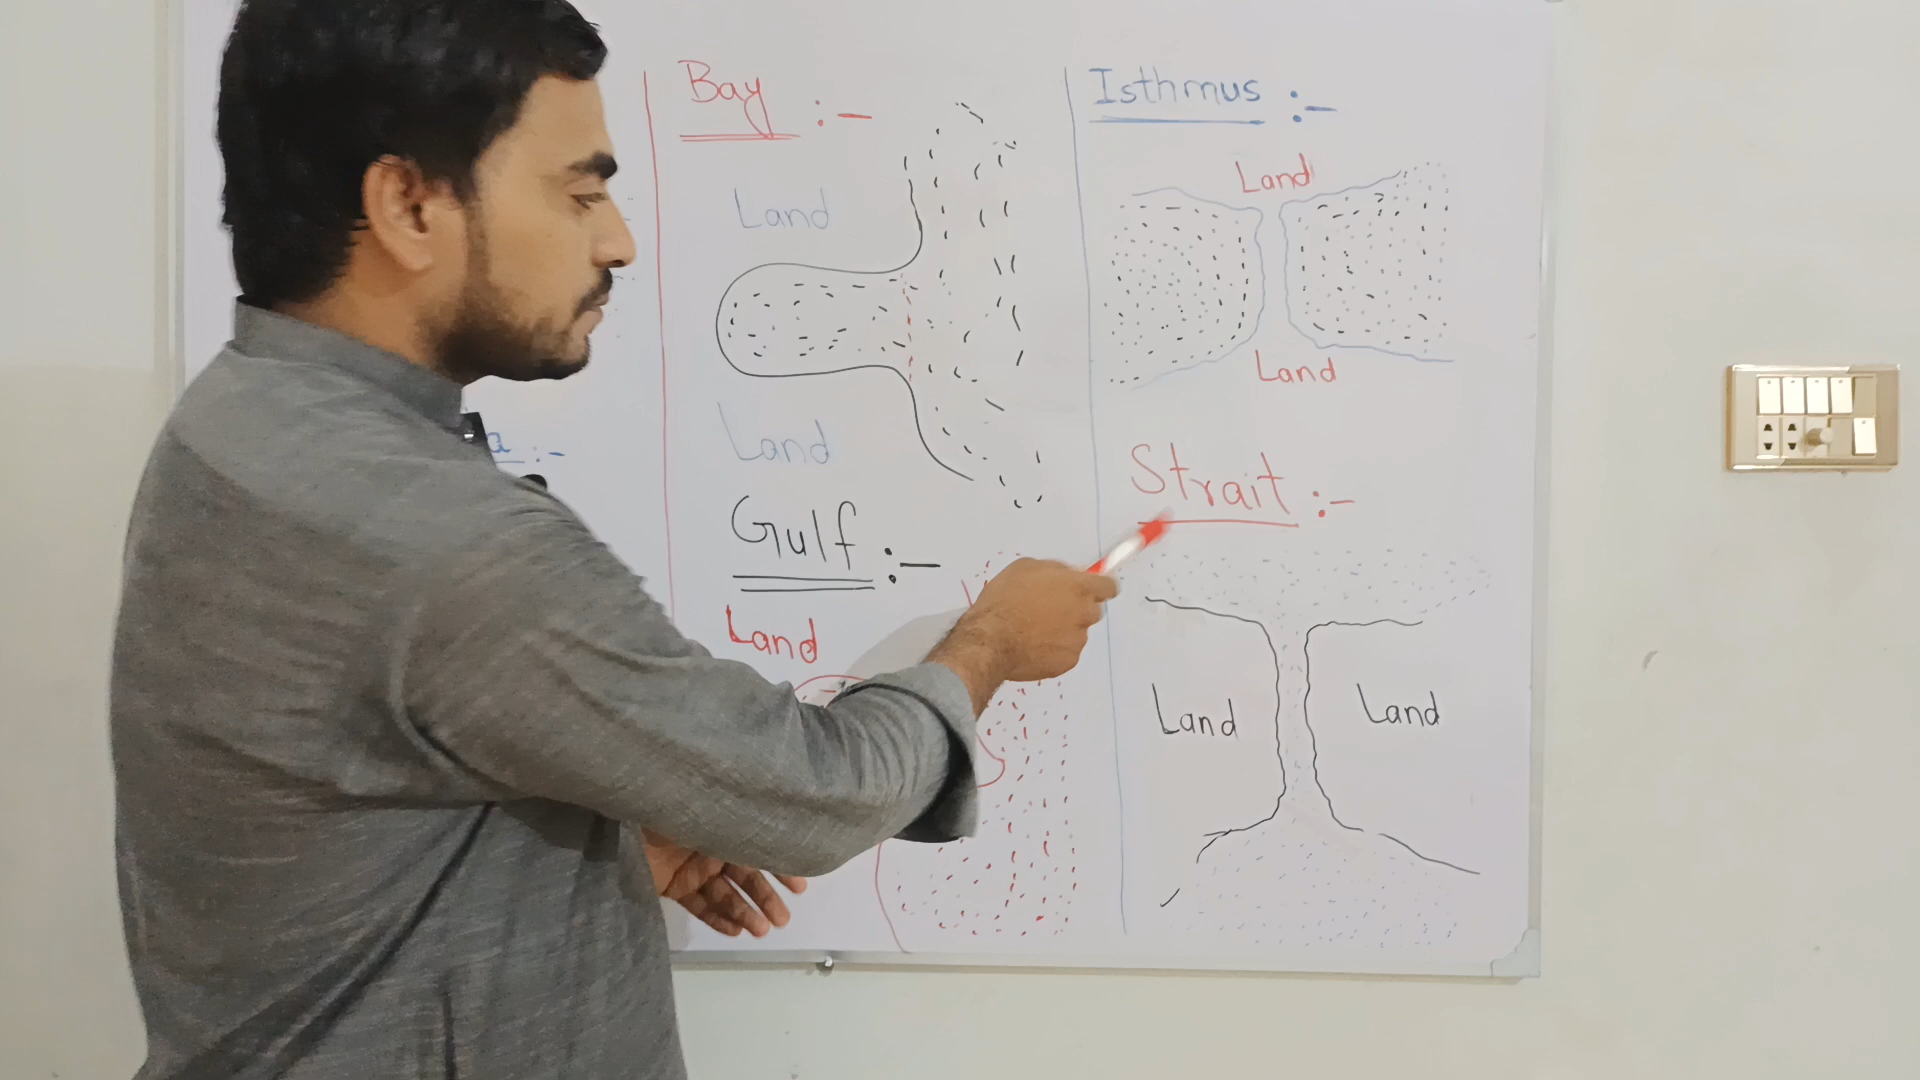 Bay :-
Land
Land
Gulf :-
Land
Isthmus :-
Land
Land
Strait :-
Land
Land